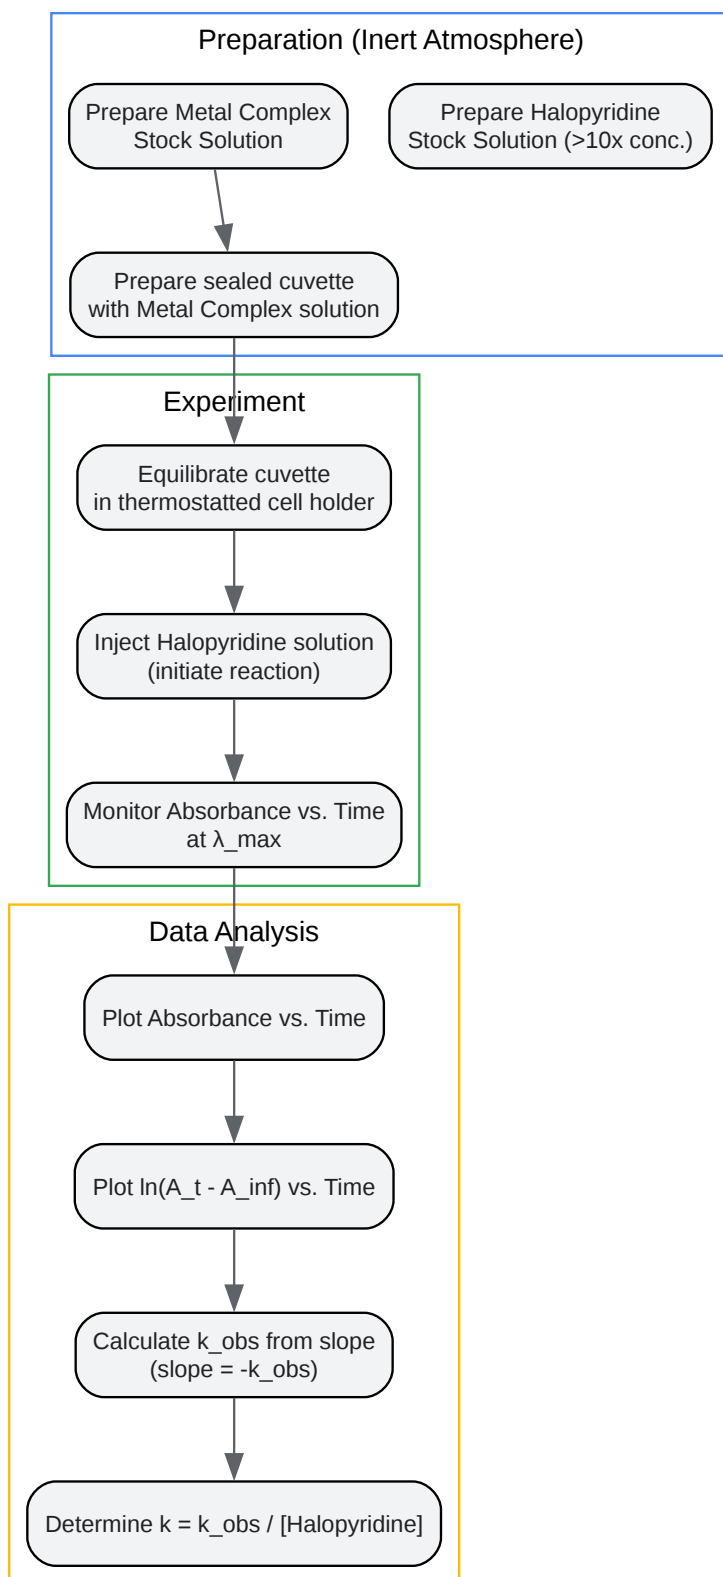 Preparation (Inert Atmosphere)
Prepare Metal Complex
Stock Solution
Prepare Halopyridine
Stock Solution (>10x conc.)
Prepare sealed cuvette
with Metal Complex solution
Experiment
Equilibrate cuvette
in thermostatted cell holder
Inject Halopyridine solution
(initiate reaction)
Monitor Absorbance vs. Time
at λ_max
Data Analysis
Plot Absorbance vs. Time
Plot ln(A_t - A_inf) vs. Time
Calculate k_obs from slope
(slope = -k_obs)
Determine k = k_obs / [Halopyridine]